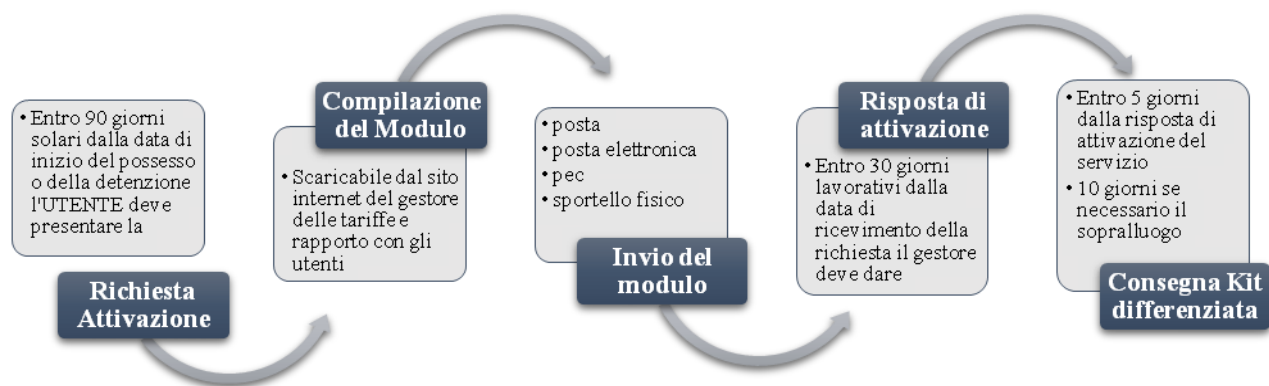 • Entro 90 giorni
solari dalla data di
inizio del possesso
o della detenzione
l'UTENTE deve
presentare la
Richiesta
Attivazione
Compilazione
del Modulo
• Scaricabile dal sito
internet del gestore
delle tariffe e
rapporto con gli
utenti
• posta
• posta elettronica
• pec
• sportello fisico
Invio del
modulo
Risposta di
attivazione
• Entro 30 giorni
lavorativi dalla
data di
ricevimento della
richiesta il gestore
deve dare
• Entro 5 giorni
dalla risposta di
attivazione del
servizio
• 10 giorni se
necessario il
sopralluogo
Consegna Kit
differenziata